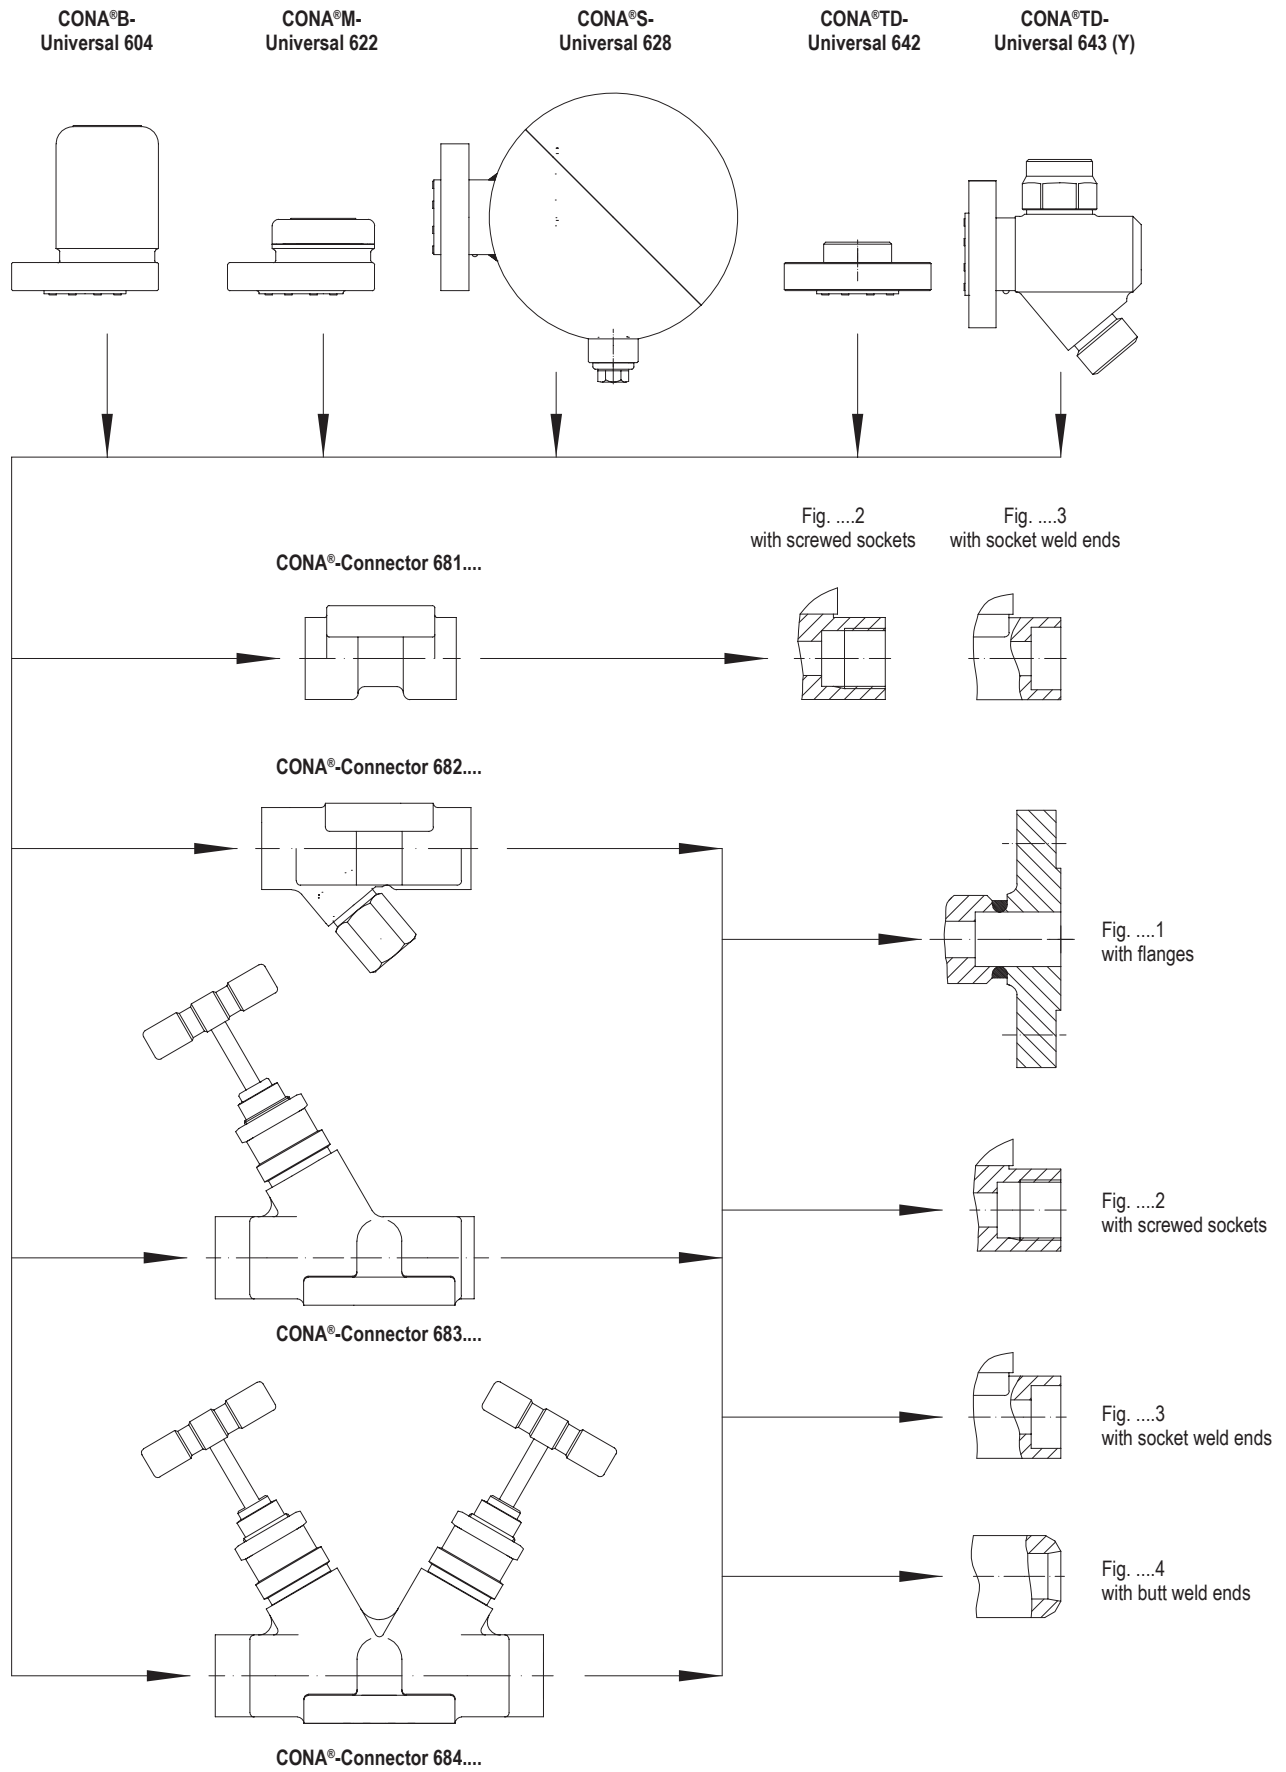 CONA®B-
Universal 604
CONA®M-
Universal 622
CONA®S-
Universal 628
CONA®TD-
Universal 642
CONA®TD-
Universal 643 (Y)
Fig. ....2
with screwed sockets
Fig. ....3
with socket weld ends
CONA®-Connector 681....
CONA®-Connector 682....
Fig. ....1
with flanges
Fig. ....2
with screwed sockets
CONA®-Connector 683....
Fig. ....3
with socket weld ends
Fig. ....4
with butt weld ends
CONA®-Connector 684....